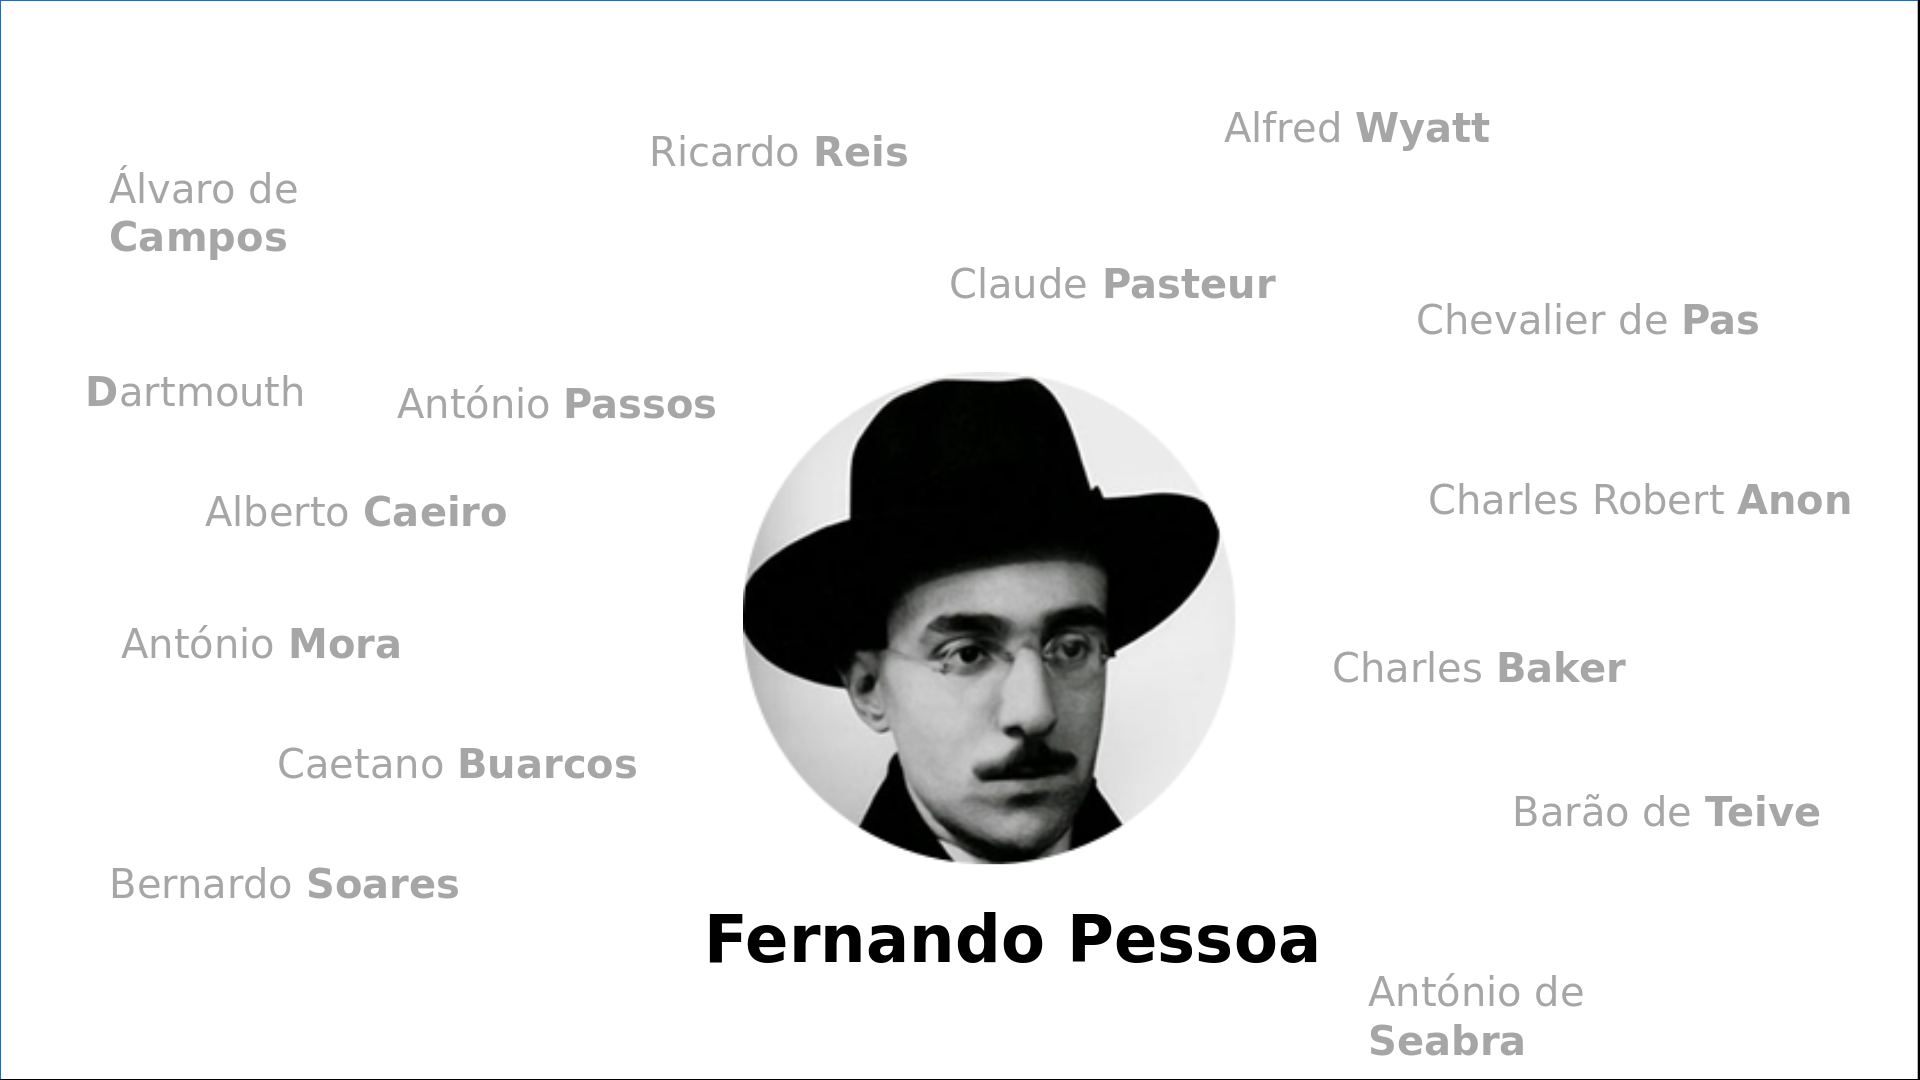 Alfred Wyatt
Ricardo Reis
Álvaro de
Campos
Claude Pasteur
Chevalier de Pas
Dartmouth
António Passos
Alberto Caeiro
Charles Robert Anon
António Mora
Charles Baker
Caetano Buarcos
Barão de Teive
Bernardo Soares
Fernando Pessoa
António de
Seabra